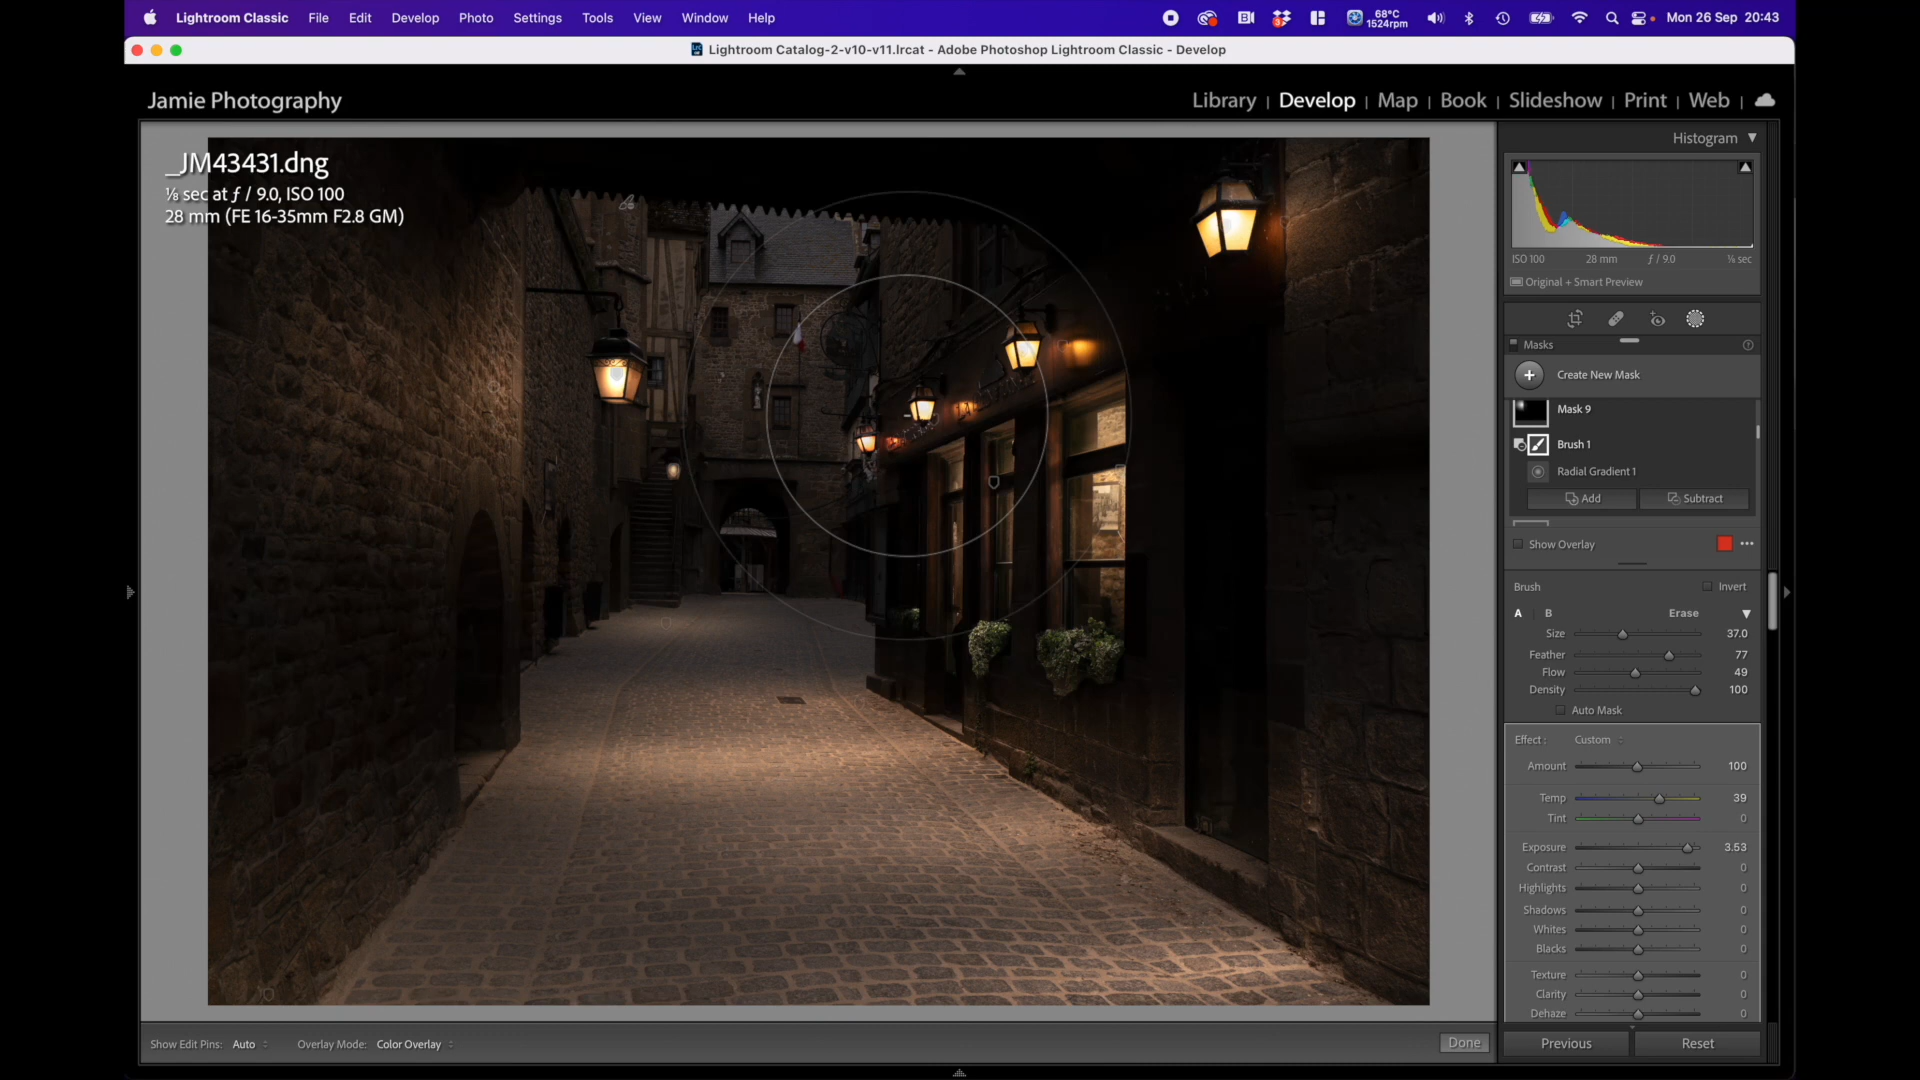 Lightroom Classic File Edit Develop Photo Settings Tools View Window Help 3 68°C 1524rpm Mon 26 Sep 20:43
Lightroom Catalog-2-v10-v11.lrcat - Adobe Photoshop Lightroom Classic - Develop
Jamie Photography
Library | Develop | Map | Book | Slideshow | Print | Web |
Histogram
_JM43431.dng
⅛ sec at ƒ / 9.0, ISO 100
28 mm (FE 16-35mm F2.8 GM)
ISO 100 28 mm ƒ / 9.0 ⅛ sec
Original + Smart Preview
Masks
Create New Mask
Mask 9
Brush 1
Radial Gradient 1
Add Subtract
Show Overlay
Brush Invert
A B Erase
Size 37.0
Feather 77
Flow 49
Density 100
Auto Mask
Effect : Custom
Amount 100
Temp 39
Tint 0
Exposure 3.53
Contrast 0
Highlights 0
Shadows 0
Whites 0
Blacks 0
Texture 0
Clarity 0
Dehaze 0
Show Edit Pins: Auto Overlay Mode: Color Overlay Done
Previous Reset